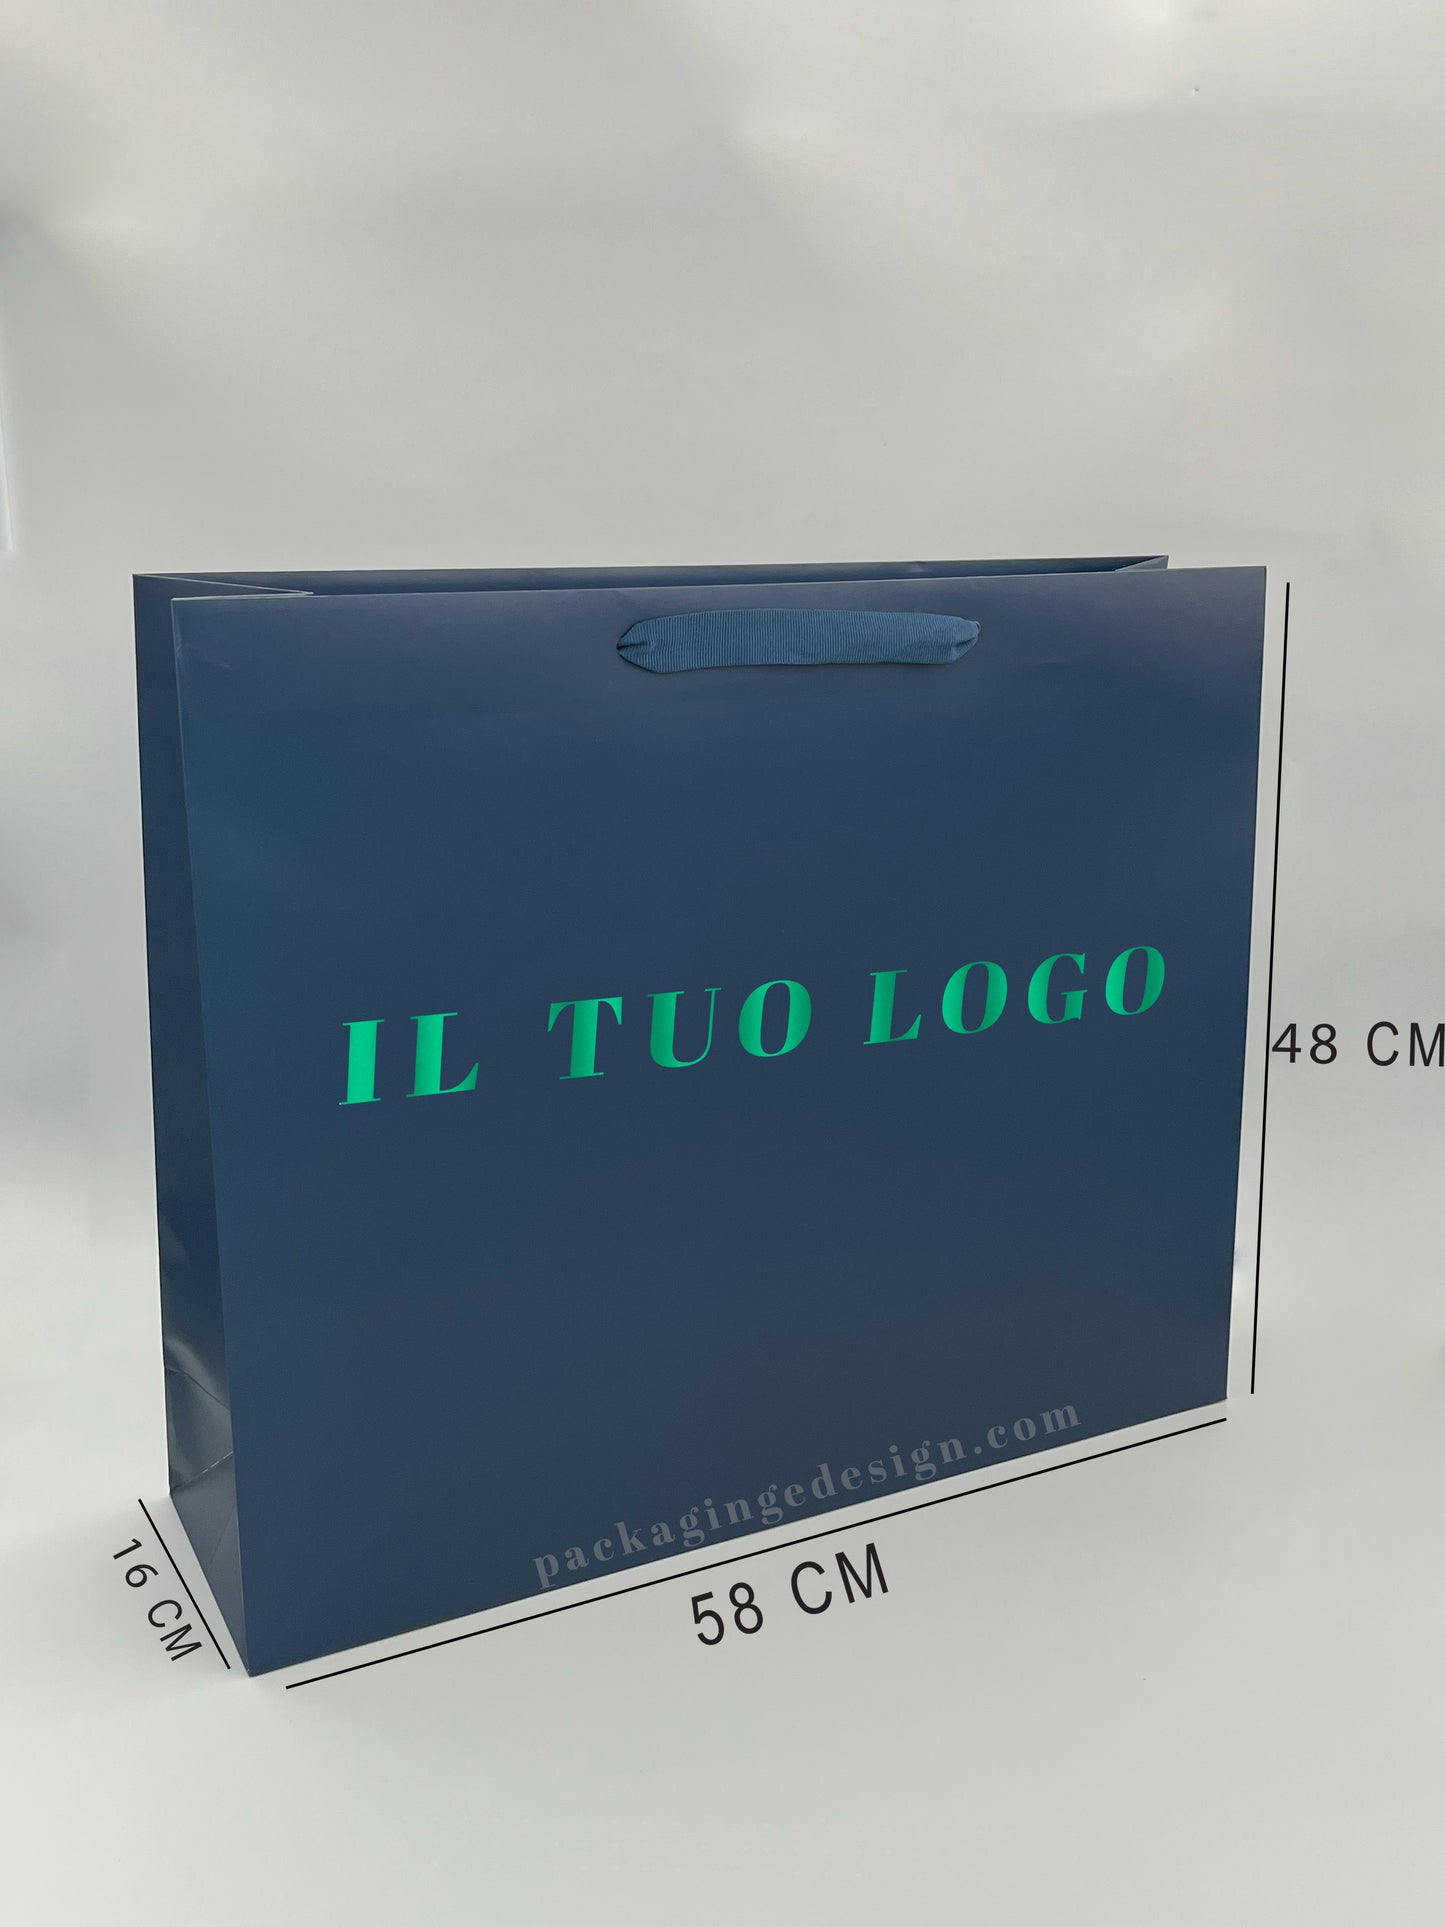 IL TUO LOGO
48 CM
packagingedesign.com
58 CM
16 CM